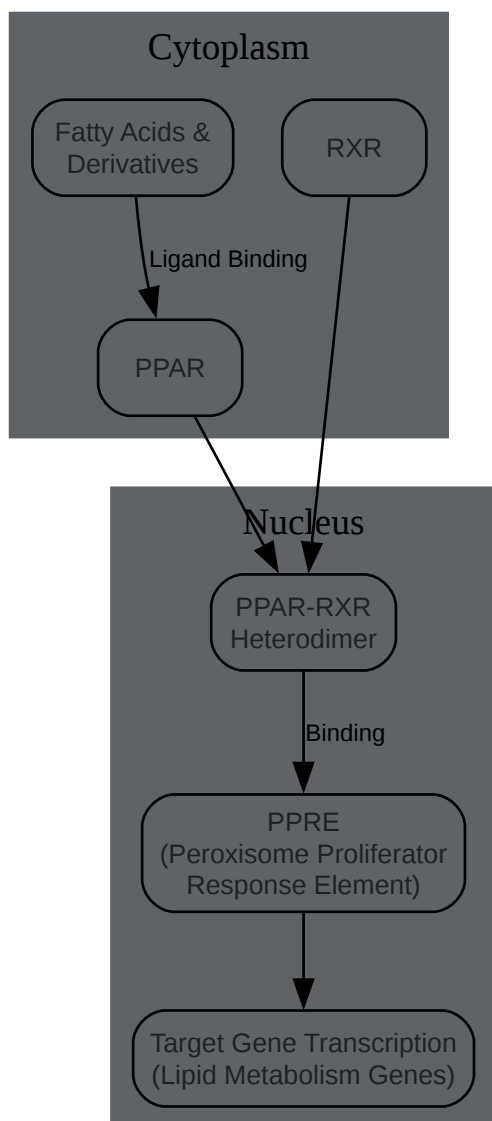 Cytoplasm
Fatty Acids &
Derivatives
RXR
Ligand Binding
PPAR
Nucleus
PPAR-RXR
Heterodimer
Binding
PPRE
(Peroxisome Proliferator
Response Element)
Target Gene Transcription
(Lipid Metabolism Genes)